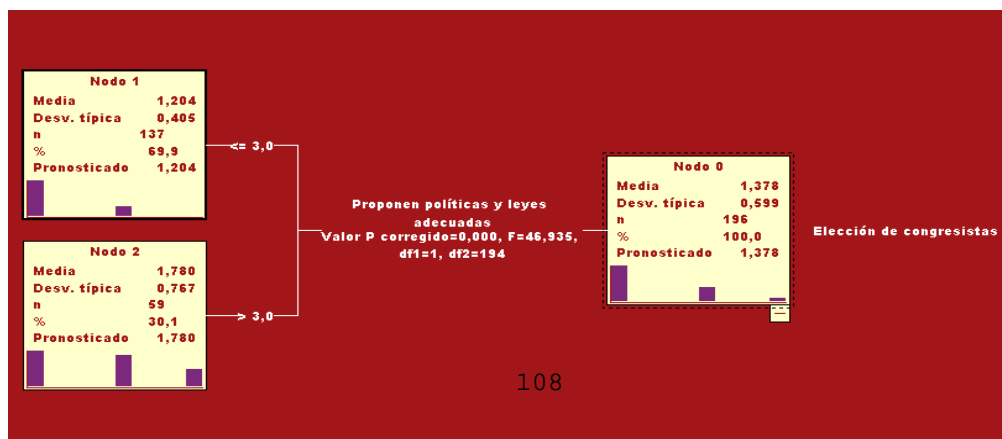 Nodo 1
Media 1,204
Desv. típica 0,405
n 137
% 69,9
Pronosticado 1,204
<= 3,0
Nodo 2
Media 1,780
Desv. típica 0,767
n 59
% 30,1
Pronosticado 1,780
> 3,0
Proponen políticas y leyes
adecuadas
Valor P corregido=0,000, F=46,935,
df1=1, df2=194
Nodo 0
Media 1,378
Desv. típica 0,599
n 196
% 100,0
Pronosticado 1,378
Elección de congresistas
108